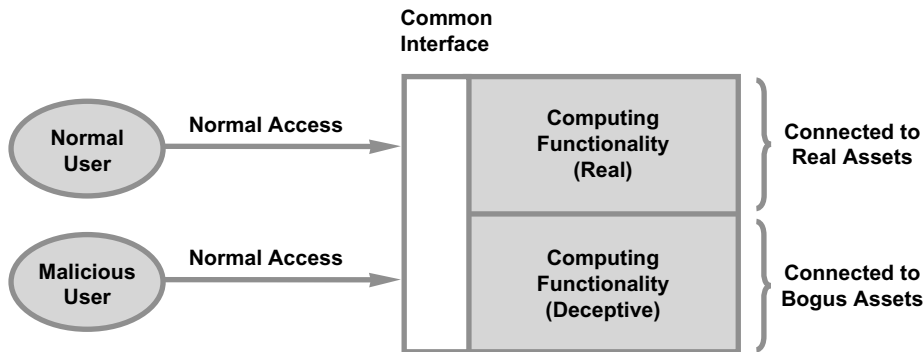 Common
Interface
Normal
User
Normal Access
Computing
Functionality
(Real)
Connected to
Real Assets
Malicious
User
Normal Access
Computing
Functionality
(Deceptive)
Connected to
Bogus Assets